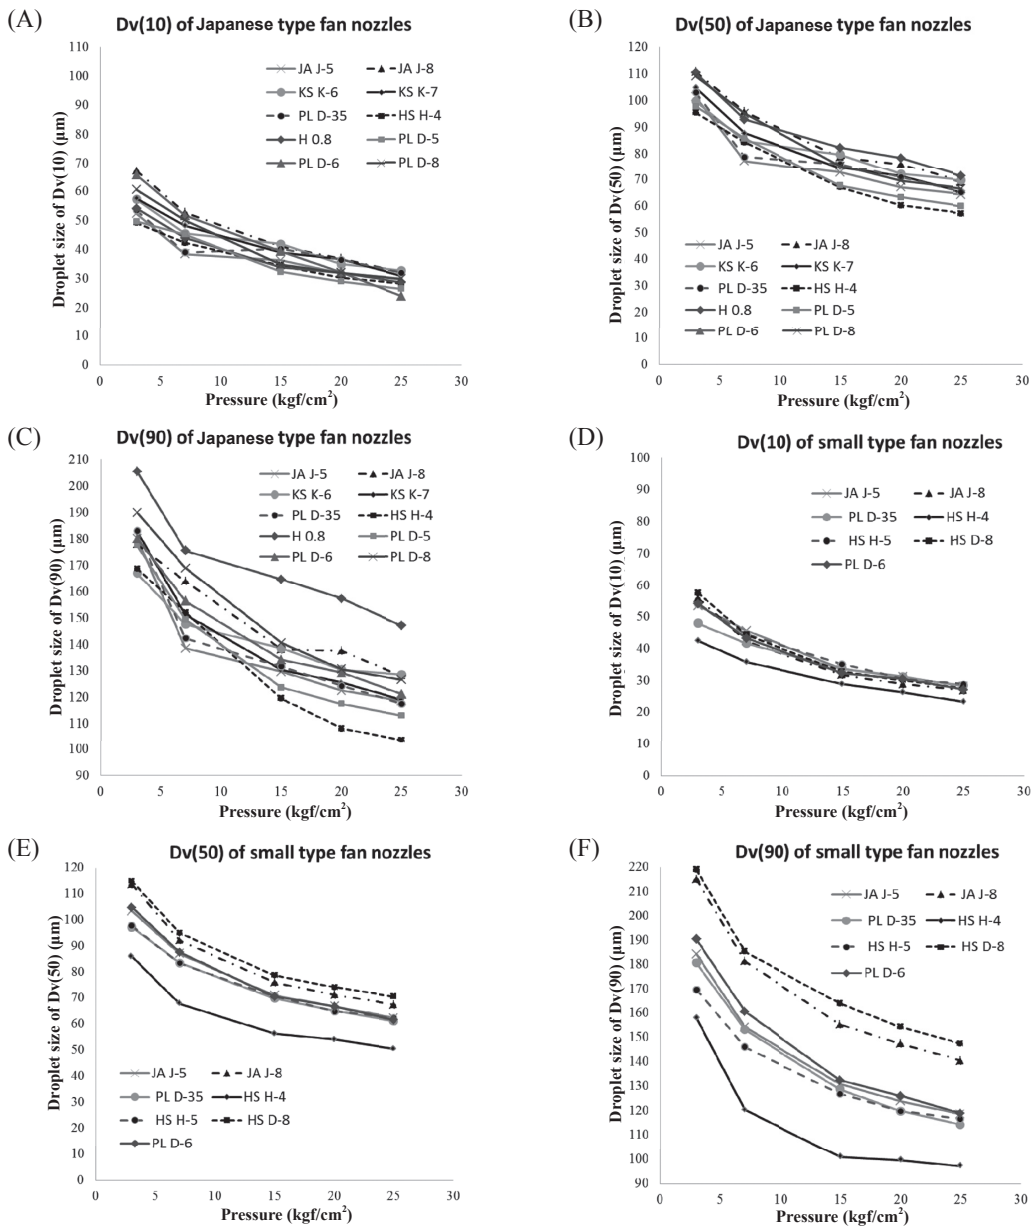 (A)
Dv(10) of Japanese type fan nozzles
Droplet size of Dv(10) (μm)
110
100
90
80
70
60
50
40
30
20
10
0
JA J-5 JA J-8
KS K-6 KS K-7
PL D-35 HS H-4
H 0.8 PL D-5
PL D-6 PL D-8
0 5 10 15 20 25 30
Pressure (kgf/cm²)
(B)
Dv(50) of Japanese type fan nozzles
Droplet size of Dv(50) (μm)
120
110
100
90
80
70
60
50
40
30
20
10
0
JA J-5 JA J-8
KS K-6 KS K-7
PL D-35 HS H-4
H 0.8 PL D-5
PL D-6 PL D-8
0 5 10 15 20 25 30
Pressure (kgf/cm²)
(C)
Dv(90) of Japanese type fan nozzles
Droplet size of Dv(90) (μm)
210
200
190
180
170
160
150
140
130
120
110
100
90
JA J-5 JA J-8
KS K-6 KS K-7
PL D-35 HS H-4
H 0.8 PL D-5
PL D-6 PL D-8
0 5 10 15 20 25 30
Pressure (kgf/cm²)
(D)
Dv(10) of small type fan nozzles
Droplet size of Dv(10) (μm)
100
90
80
70
60
50
40
30
20
10
0
JA J-5 JA J-8
PL D-35 HS H-4
HS H-5 HS D-8
PL D-6
0 5 10 15 20 25 30
Pressure (kgf/cm²)
(E)
Dv(50) of small type fan nozzles
Droplet size of Dv(50) (μm)
120
110
100
90
80
70
60
50
40
30
20
10
0
JA J-5 JA J-8
PL D-35 HS H-4
HS H-5 HS D-8
PL D-6
0 5 10 15 20 25 30
Pressure (kgf/cm²)
(F)
Dv(90) of small type fan nozzles
Droplet size of Dv(90) (μm)
220
210
200
190
180
170
160
150
140
130
120
110
100
90
JA J-5 JA J-8
PL D-35 HS H-4
HS H-5 HS D-8
PL D-6
0 5 10 15 20 25 30
Pressure (kgf/cm²)